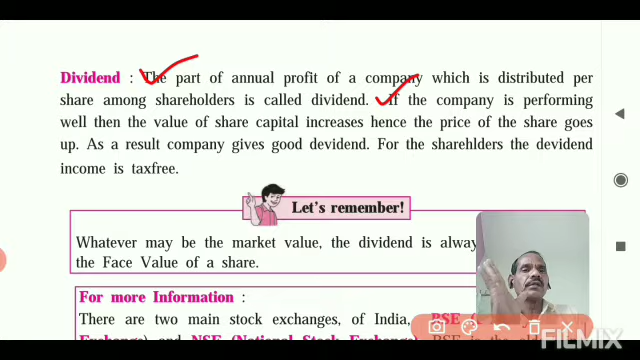 Dividend : The part of annual profit of a company which is distributed per
share among shareholders is called dividend. If the company is performing
well then the value of share capital increases hence the price of the share goes
up. As a result company gives good devidend. For the sharehlders the devidend
income is taxfree.
Let's remember!
Whatever may be the market value, the dividend is
the Face Value of a share.
For more Information :
There are two main stock exchanges, of India,
and NSE (National Stock
FILMIX